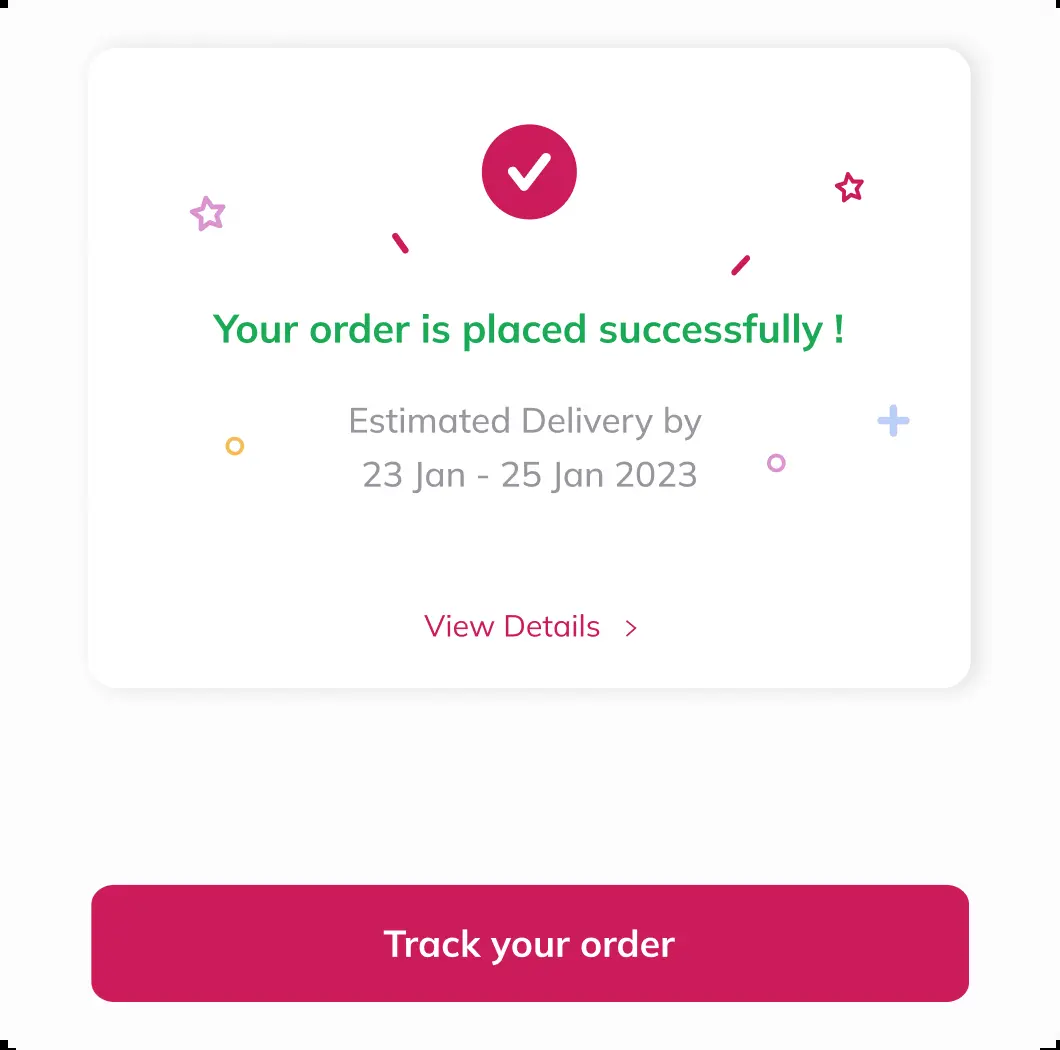 Your order is placed successfully !
Estimated Delivery by
23 Jan - 25 Jan 2023
View Details >
Track your order